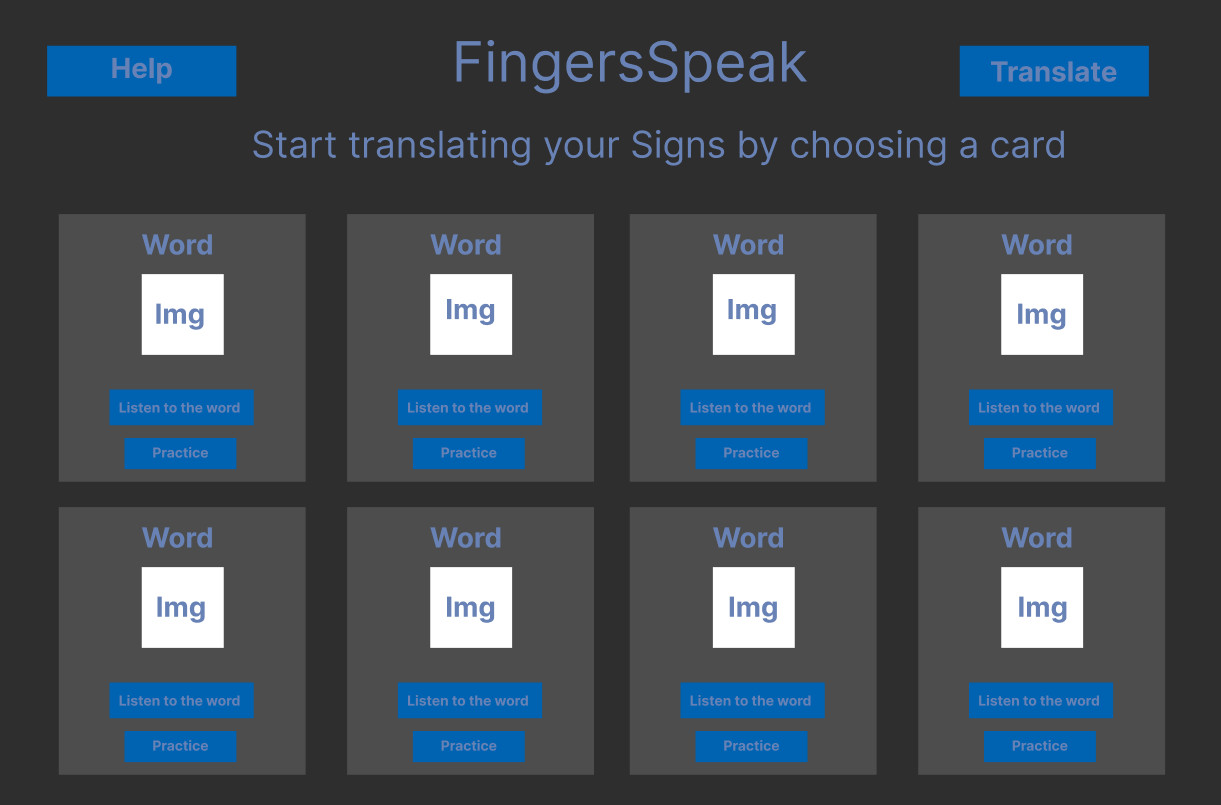 Help
FingersSpeak
Translate
Start translating your Signs by choosing a card
Word
Img
Listen to the word
Practice
Word
Img
Listen to the word
Practice
Word
Img
Listen to the word
Practice
Word
Img
Listen to the word
Practice
Word
Img
Listen to the word
Practice
Word
Img
Listen to the word
Practice
Word
Img
Listen to the word
Practice
Word
Img
Listen to the word
Practice